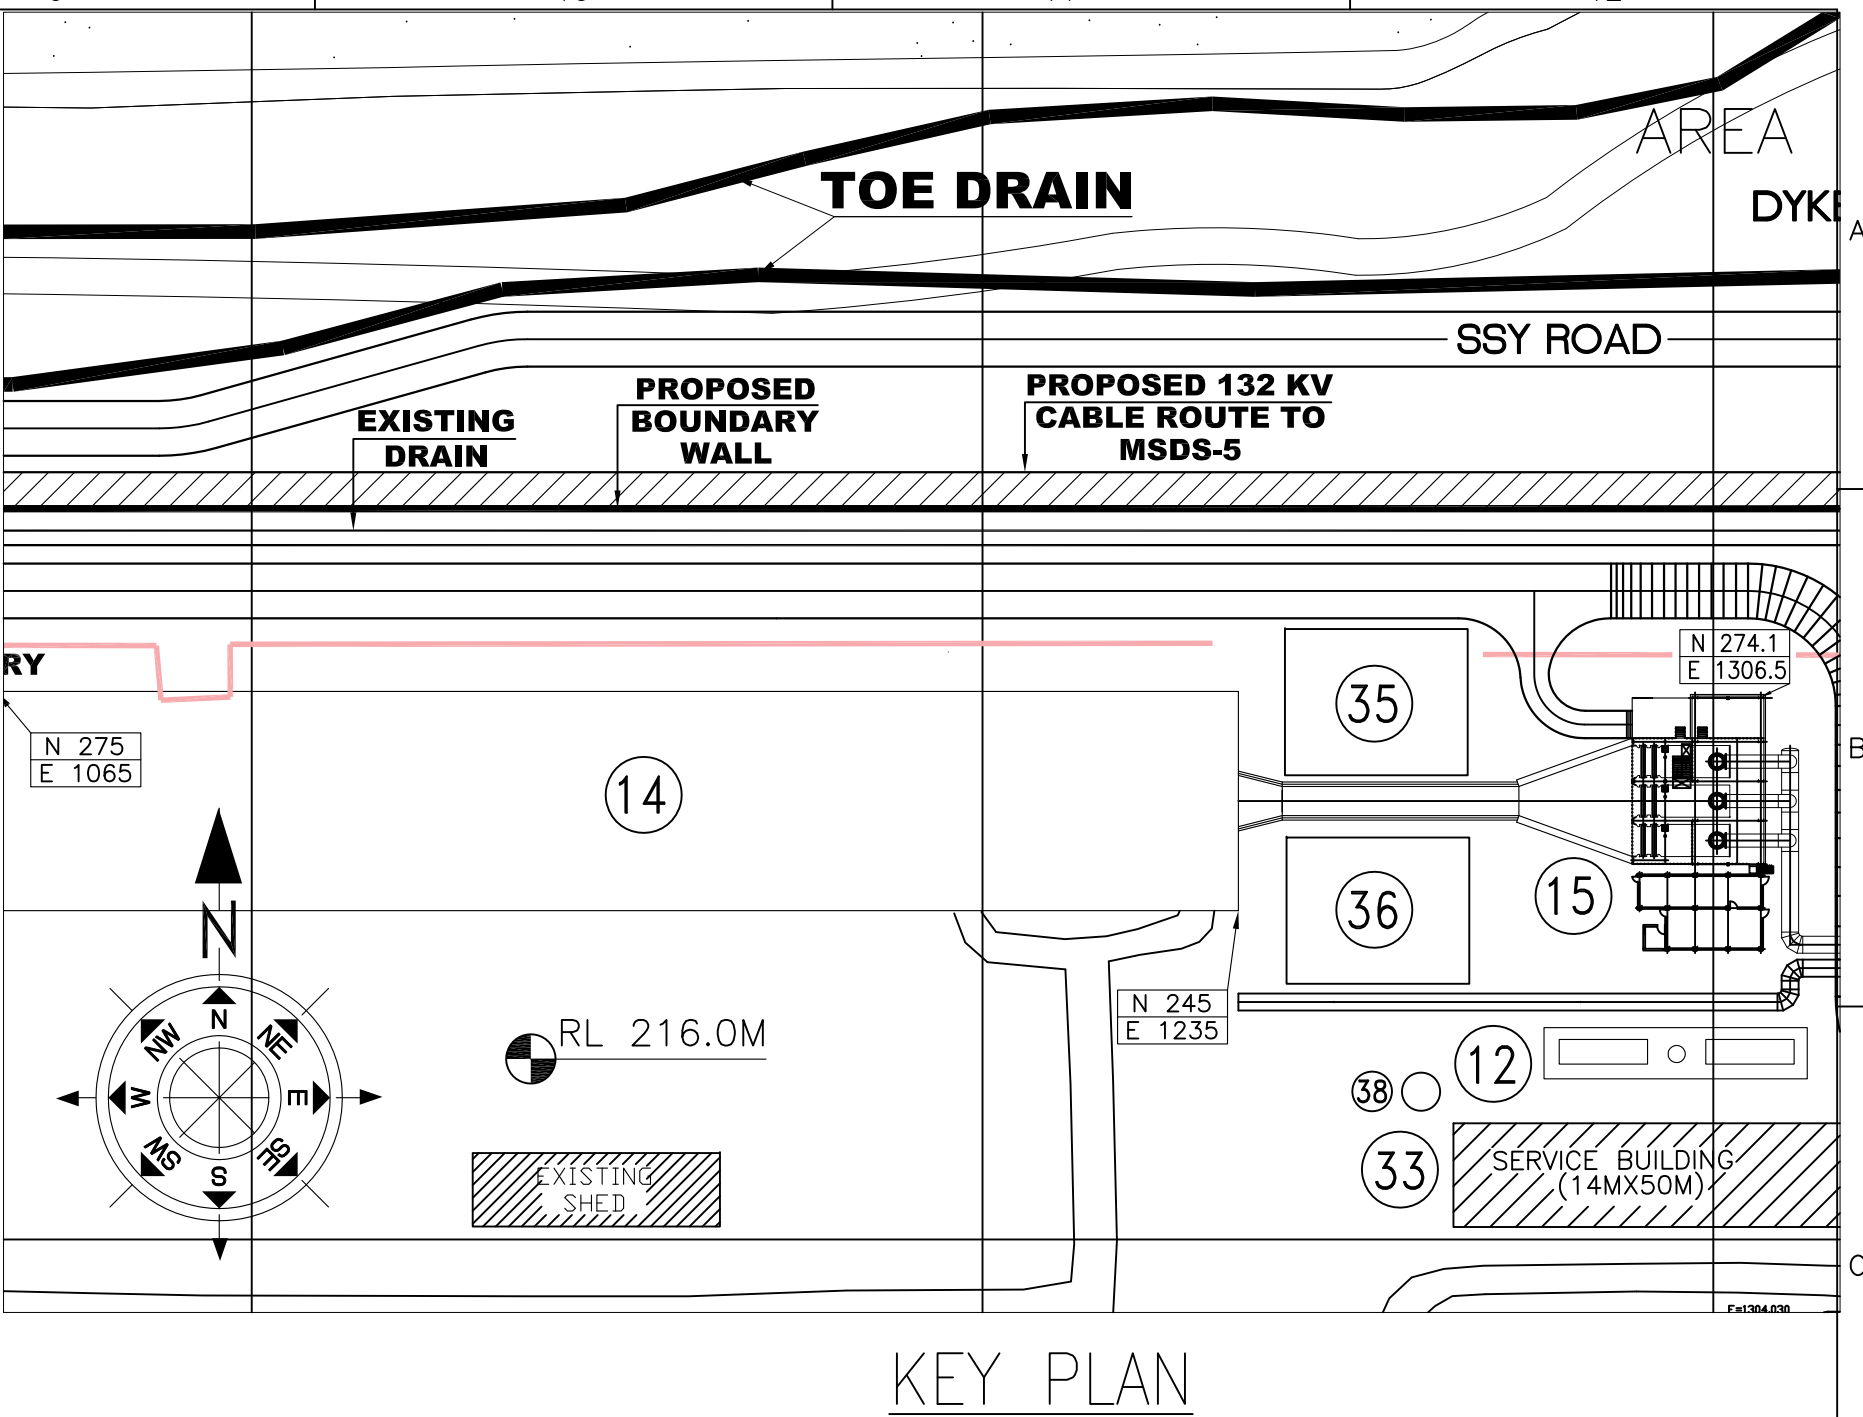 AREA
TOE DRAIN
DYKE
A
SSY ROAD
PROPOSED
BOUNDARY
WALL
PROPOSED 132 KV
CABLE ROUTE TO
MSDS-5
EXISTING
DRAIN
N 274.1
E 1306.5
RY
35
N 275
E 1065
B
14
36
15
N
N 245
E 1235
N
NE
E
SE
S
SW
W
NW
RL 216.0M
12
38
33
EXISTING
SHED
SERVICE BUILDING
(14MX50M)
C
E=1304.030
KEY PLAN